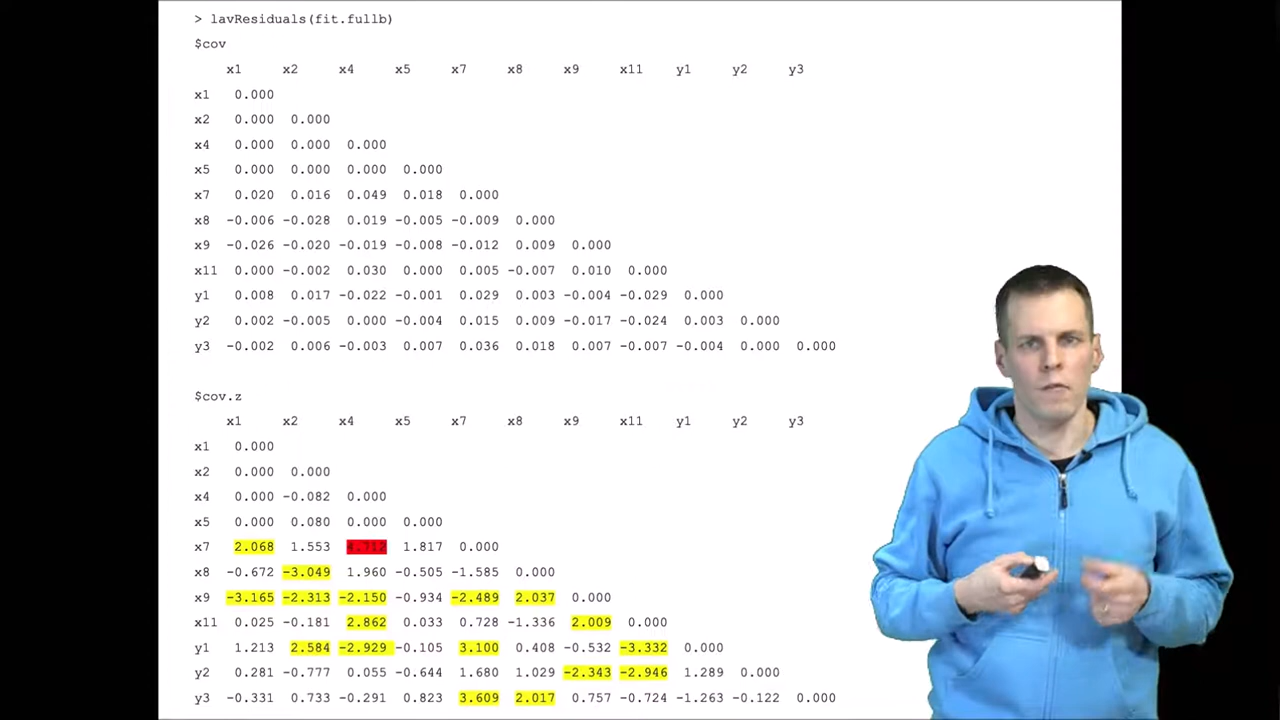 > lavResiduals(fit.fullb)
$cov
x1 x2 x4 x5 x7 x8 x9 x11 y1 y2 y3
x1 0.000
x2 0.000 0.000
x4 0.000 0.000 0.000
x5 0.000 0.000 0.000 0.000
x7 0.020 0.016 0.049 0.018 0.000
x8 -0.006 -0.028 0.019 -0.005 -0.009 0.000
x9 -0.026 -0.020 -0.019 -0.008 -0.012 0.009 0.000
x11 0.000 -0.002 0.030 0.000 0.005 -0.007 0.010 0.000
y1 0.008 0.017 -0.022 -0.001 0.029 0.003 -0.004 -0.029 0.000
y2 0.002 -0.005 0.000 -0.004 0.015 0.009 -0.017 -0.024 0.003 0.000
y3 -0.002 0.006 -0.003 0.007 0.036 0.018 0.007 -0.007 -0.004 0.000 0.000
$cov.z
x1 x2 x4 x5 x7 x8 x9 x11 y1 y2 y3
x1 0.000
x2 0.000 0.000
x4 0.000 -0.082 0.000
x5 0.000 0.080 0.000 0.000
x7 2.068 1.553 4.712 1.817 0.000
x8 -0.672 -3.049 1.960 -0.505 -1.585 0.000
x9 -3.165 -2.313 -2.150 -0.934 -2.489 2.037 0.000
x11 0.025 -0.181 2.862 0.033 0.728 -1.336 2.009 0.000
y1 1.213 2.584 -2.929 -0.105 3.100 0.408 -0.532 -3.332 0.000
y2 0.281 -0.777 0.055 -0.644 1.680 1.029 -2.343 -2.946 1.289 0.000
y3 -0.331 0.733 -0.291 0.823 3.609 2.017 0.757 -0.724 -1.263 -0.122 0.000